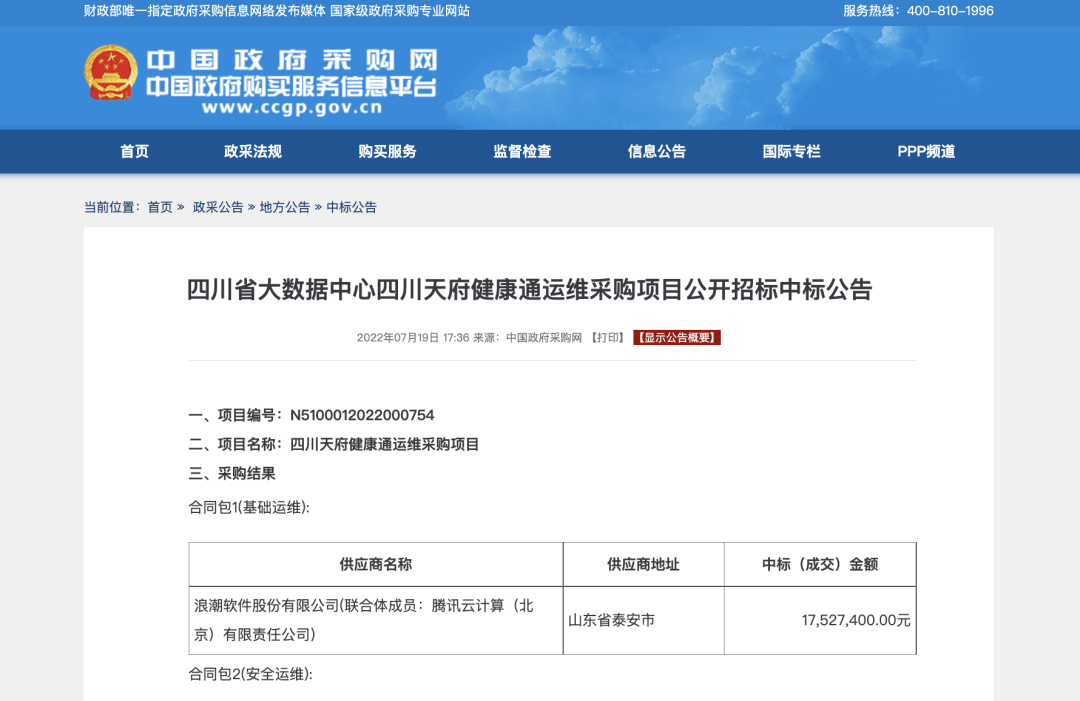 财政部唯一指定政府采购信息网络发布媒体 国家级政府采购专业网站
服务热线：400-810-1996
中国政府采购网
中国政府购买服务信息平台
www.ccgp.gov.cn
首页 政采法规 购买服务 监督检查 信息公告 国际专栏 PPP频道
当前位置：首页 » 政采公告 » 地方公告 » 中标公告
四川省大数据中心四川天府健康通运维采购项目公开招标中标公告
2022年07月19日 17:36 来源：中国政府采购网 【打印】 【显示公告概要】
一、项目编号：N5100012022000754
二、项目名称：四川天府健康通运维采购项目
三、采购结果
合同包1(基础运维):
供应商名称 供应商地址 中标（成交）金额
浪潮软件股份有限公司(联合体成员：腾讯云计算（北
京）有限责任公司)
山东省泰安市
17,527,400.00元
合同包2(安全运维):